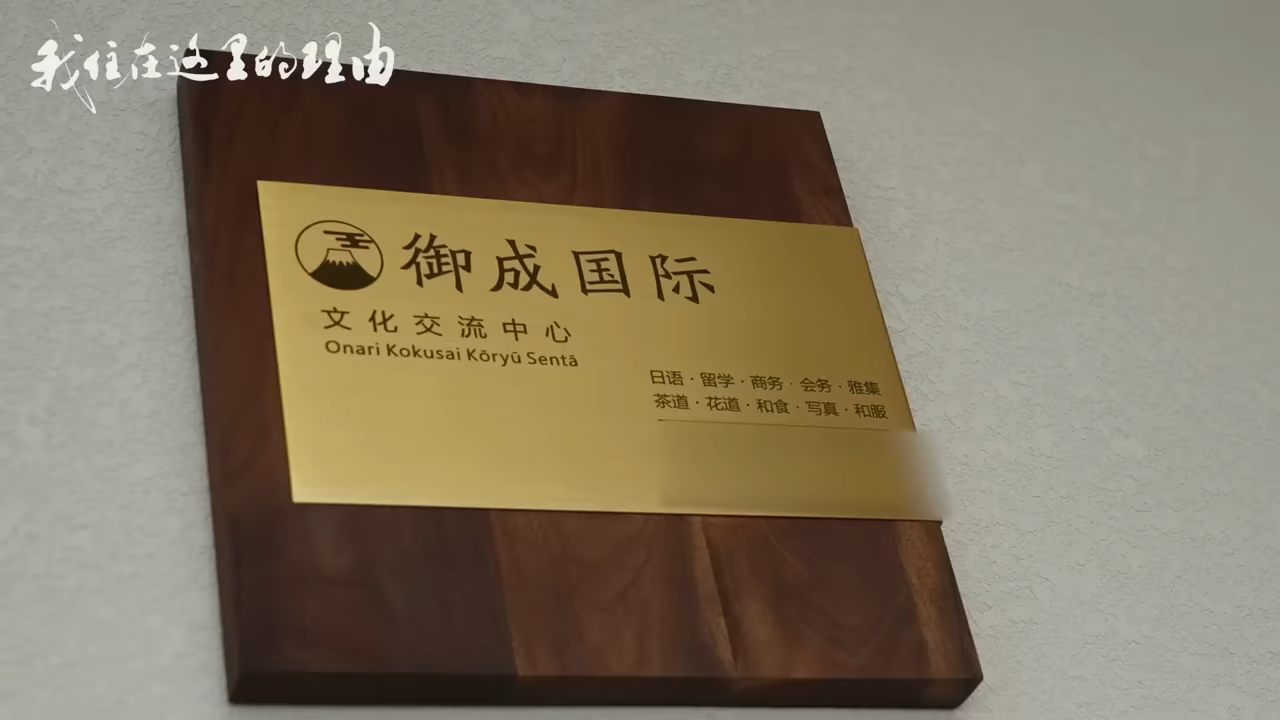 我住在这里的理由
御成国际
文化交流中心
Onari Kokusai Kōryū Sentā
日语·留学·商务·会务·雅集
茶道·花道·和食·写真·和服